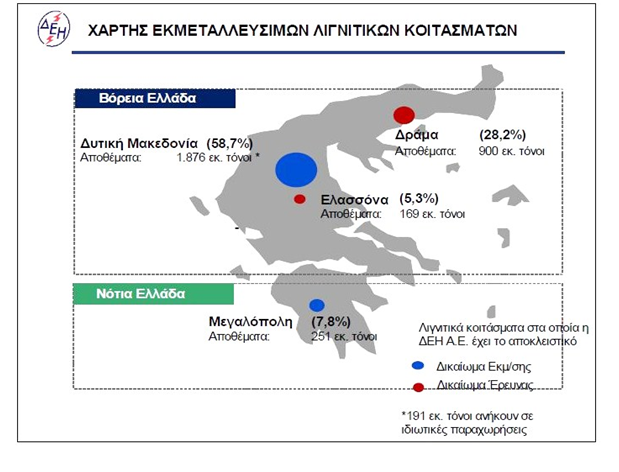 ΔΕΗ
ΧΑΡΤΗΣ ΕΚΜΕΤΑΛΛΕΥΣΙΜΩΝ ΛΙΓΝΙΤΙΚΩΝ ΚΟΙΤΑΣΜΑΤΩΝ
Βόρεια Ελλάδα
Δυτική Μακεδονία (58,7%)
Αποθέματα: 1.876 εκ. τόνοι *
Δράμα (28,2%)
Αποθέματα: 900 εκ. τόνοι
Ελασσόνα (5,3%)
Αποθέματα: 169 εκ. τόνοι
Νότια Ελλάδα
Μεγαλόπολη (7,8%)
Αποθέματα: 251 εκ. τόνοι
Λιγνιτικά κοιτάσματα στα οποία η
ΔΕΗ Α.Ε. έχει το αποκλειστικό
Δικαίωμα Εκμ/σης
Δικαίωμα Έρευνας
*191 εκ. τόνοι ανήκουν σε
ιδιωτικές παραχωρήσεις